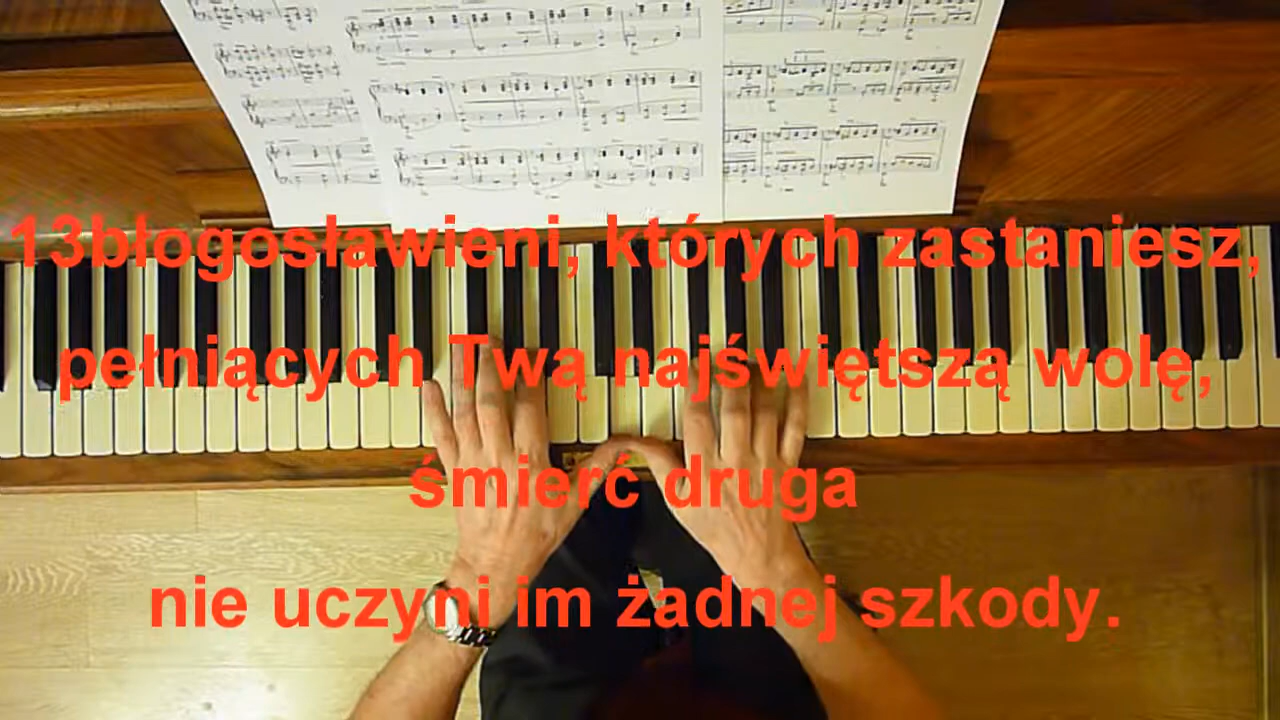 13błogosławieni, których zastaniesz,
pełniących Twą najświętszą wolę,
śmierć druga
nie uczyni im żadnej szkody.